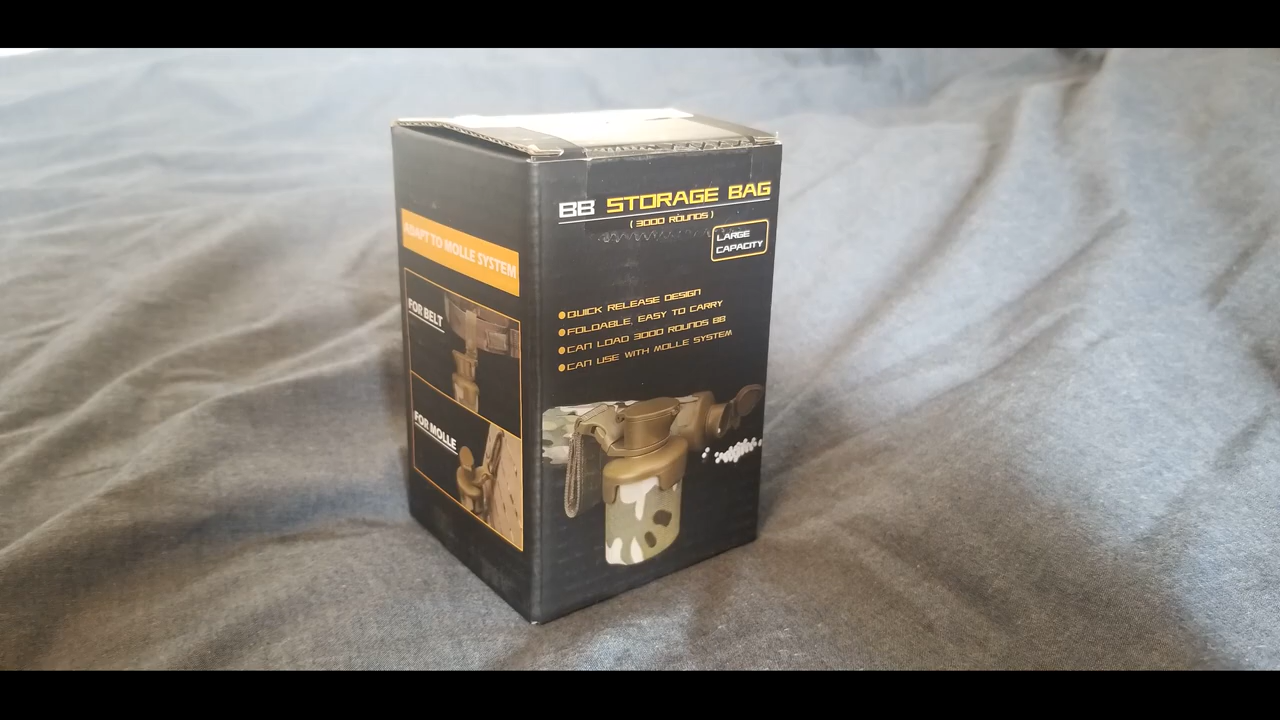 ADAPT TO MOLLE SYSTEM
FOR BELT
FOR MOLLE
BB STORAGE BAG
( 3000 ROUNDS )
LARGE
CAPACITY
QUICK RELEASE DESIGN
FOLDABLE, EASY TO CARRY
CAN LOAD 3000 ROUNDS BB
CAN USE WITH MOLLE SYSTEM